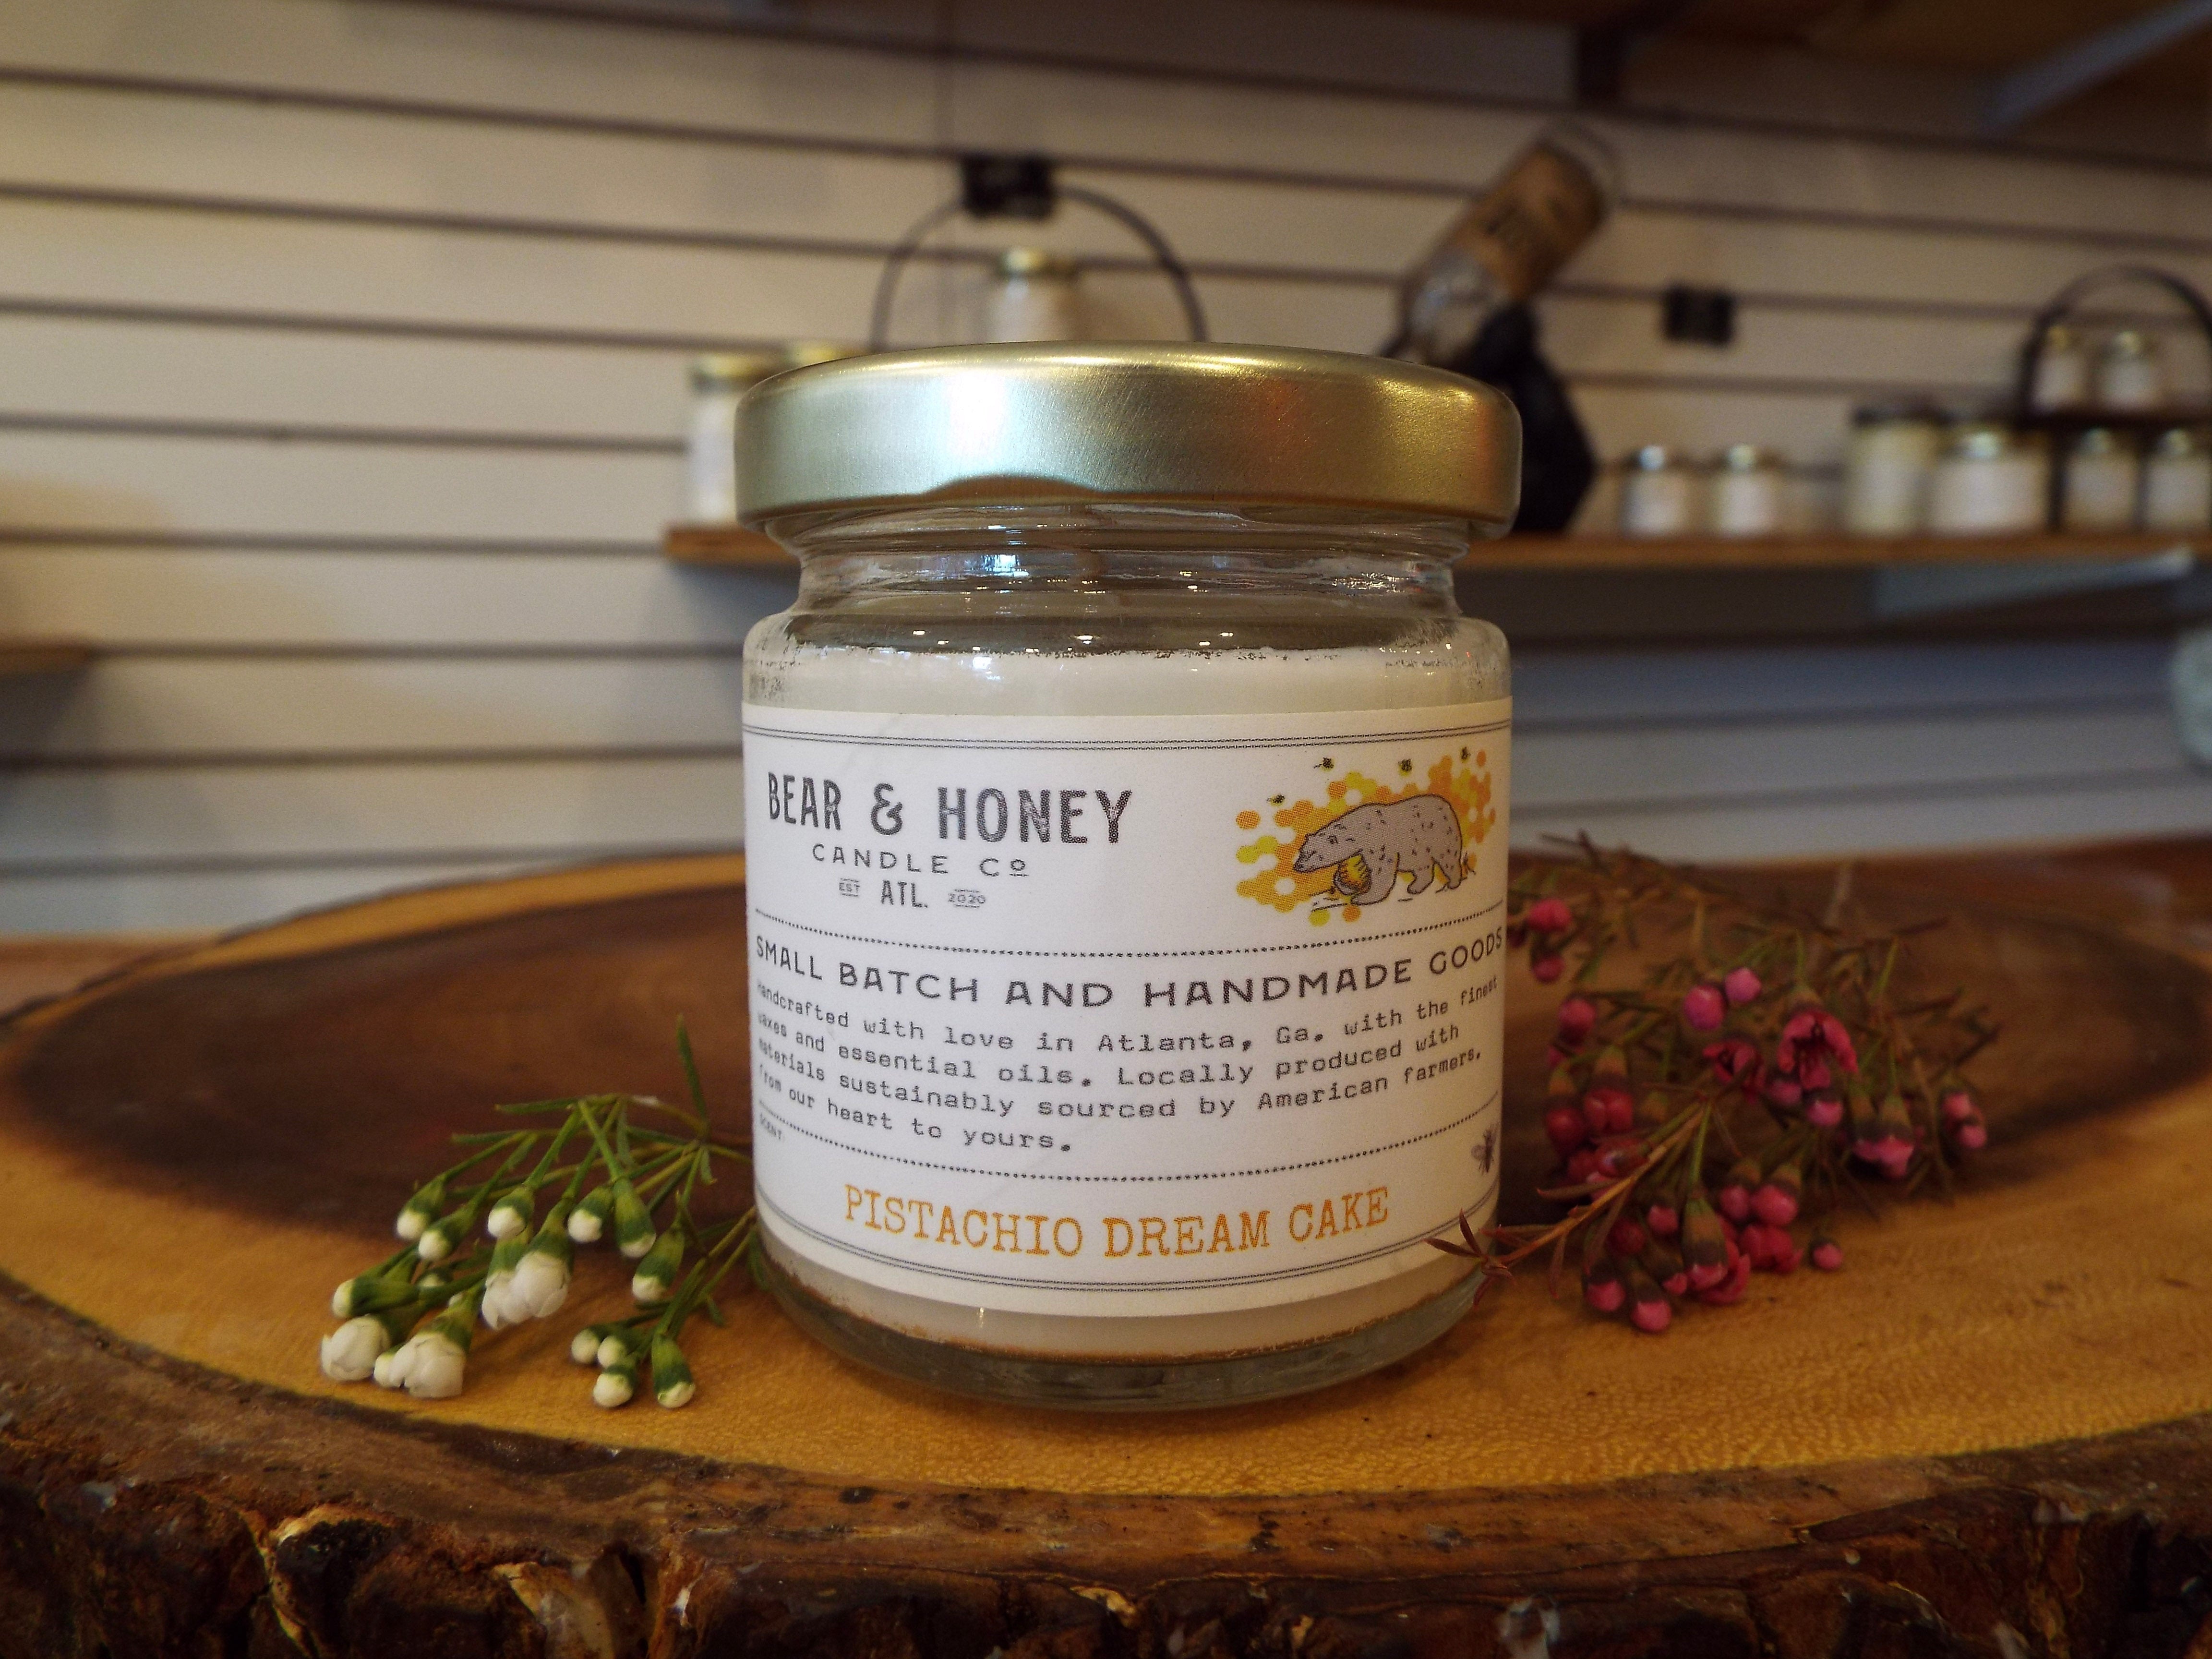 BEAR & HONEY
CANDLE Cº
EST ATL. 2020
SMALL BATCH AND HANDMADE GOODS
Handcrafted with love in Atlanta, Ga. with the finest
waxes and essential oils. Locally produced with
materials sustainably sourced by American farmers,
from our heart to yours.
SCENT:
PISTACHIO DREAM CAKE